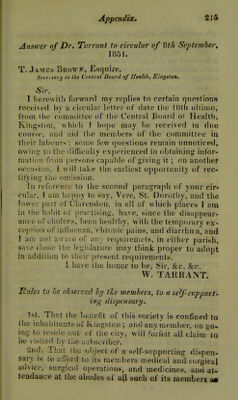 Appendix. 215
Answer of Dr. Tarrant to circular of 8th September,
1851.
T. JAMES BROWN, Esquire,
Secretary to the Central Board of Health, Kingston.
Sir,
I herewith forward my replies to certain questions
received by a circular letter of date the 18th ultimo,
from the committee of the Central Board of Health,
Kingston, which I hope may be received in due
course, and aid the members of the committee in
their labours: some few questions remain unnoticed,
owing to the difficulty experienced in obtaining infor-
mation from persons capable of giving it; on another
occasion, I will take the earliest opportunity of rec-
tifying the omission.
In reference to the second paragraph of your cir-
cular, I am happy to say, Vere, St. Dorothy, and the
lower part of Clarendon, in all of which places I am
in the habit of practising, have, since the disappear-
ance of cholera, been healthy, with the temporary ex-
ception of influenza, chronic pains, and diarrhœa, and
I am not aware of any requirements, in either parish,
save those the legislature may think proper to adopt
in addition to their present requirements.
I have the honor to be, Sir, &c. &c.
W. TARRANT.
Rules to be observed by the members, to a self-support-
ing dispensary.
1st. That the benefit of this society is confined to
the inhabitants of Kingston; and any member, on go-
ing to reside out of the city, will forfeit all claim to
be visited by the subscriber.
2nd. That the object of a self-supporting dispen-
sary is to afford to its members medical and surgical
advice, surgical operations, and medicines, and at-
tendance at the abodes of all such of its members as